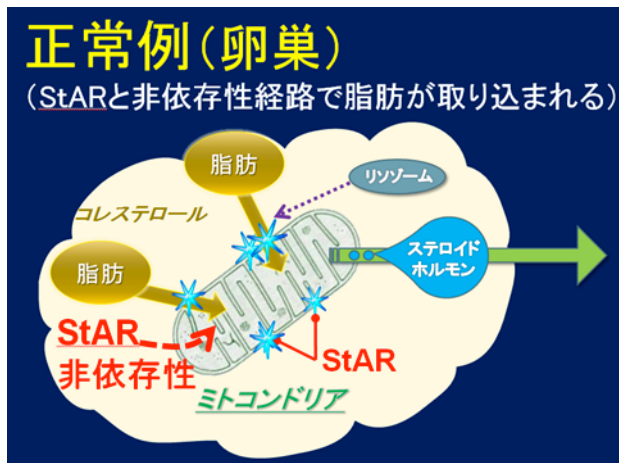 正常例（卵巣）
（StARと非依存性経路で脂肪が取り込まれる）
脂肪
リソゾーム
コレステロール
脂肪
ステロイド
ホルモン
StAR
非依存性
StAR
ミトコンドリア